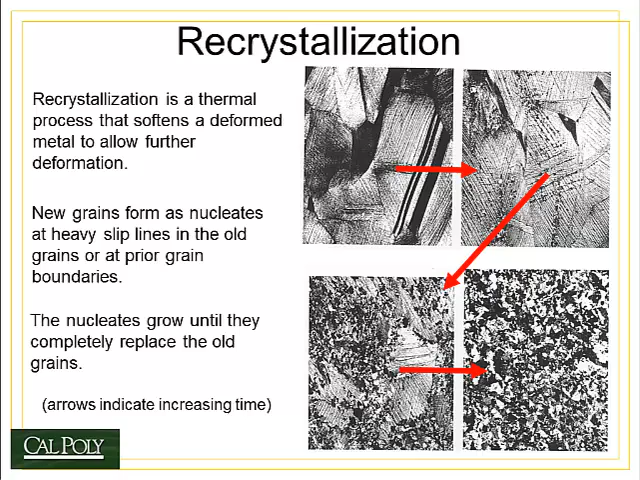 Recrystallization
Recrystallization is a thermal
process that softens a deformed
metal to allow further
deformation.
New grains form as nucleates
at heavy slip lines in the old
grains or at prior grain
boundaries.
The nucleates grow until they
completely replace the old
grains.
(arrows indicate increasing time)
CAL POLY